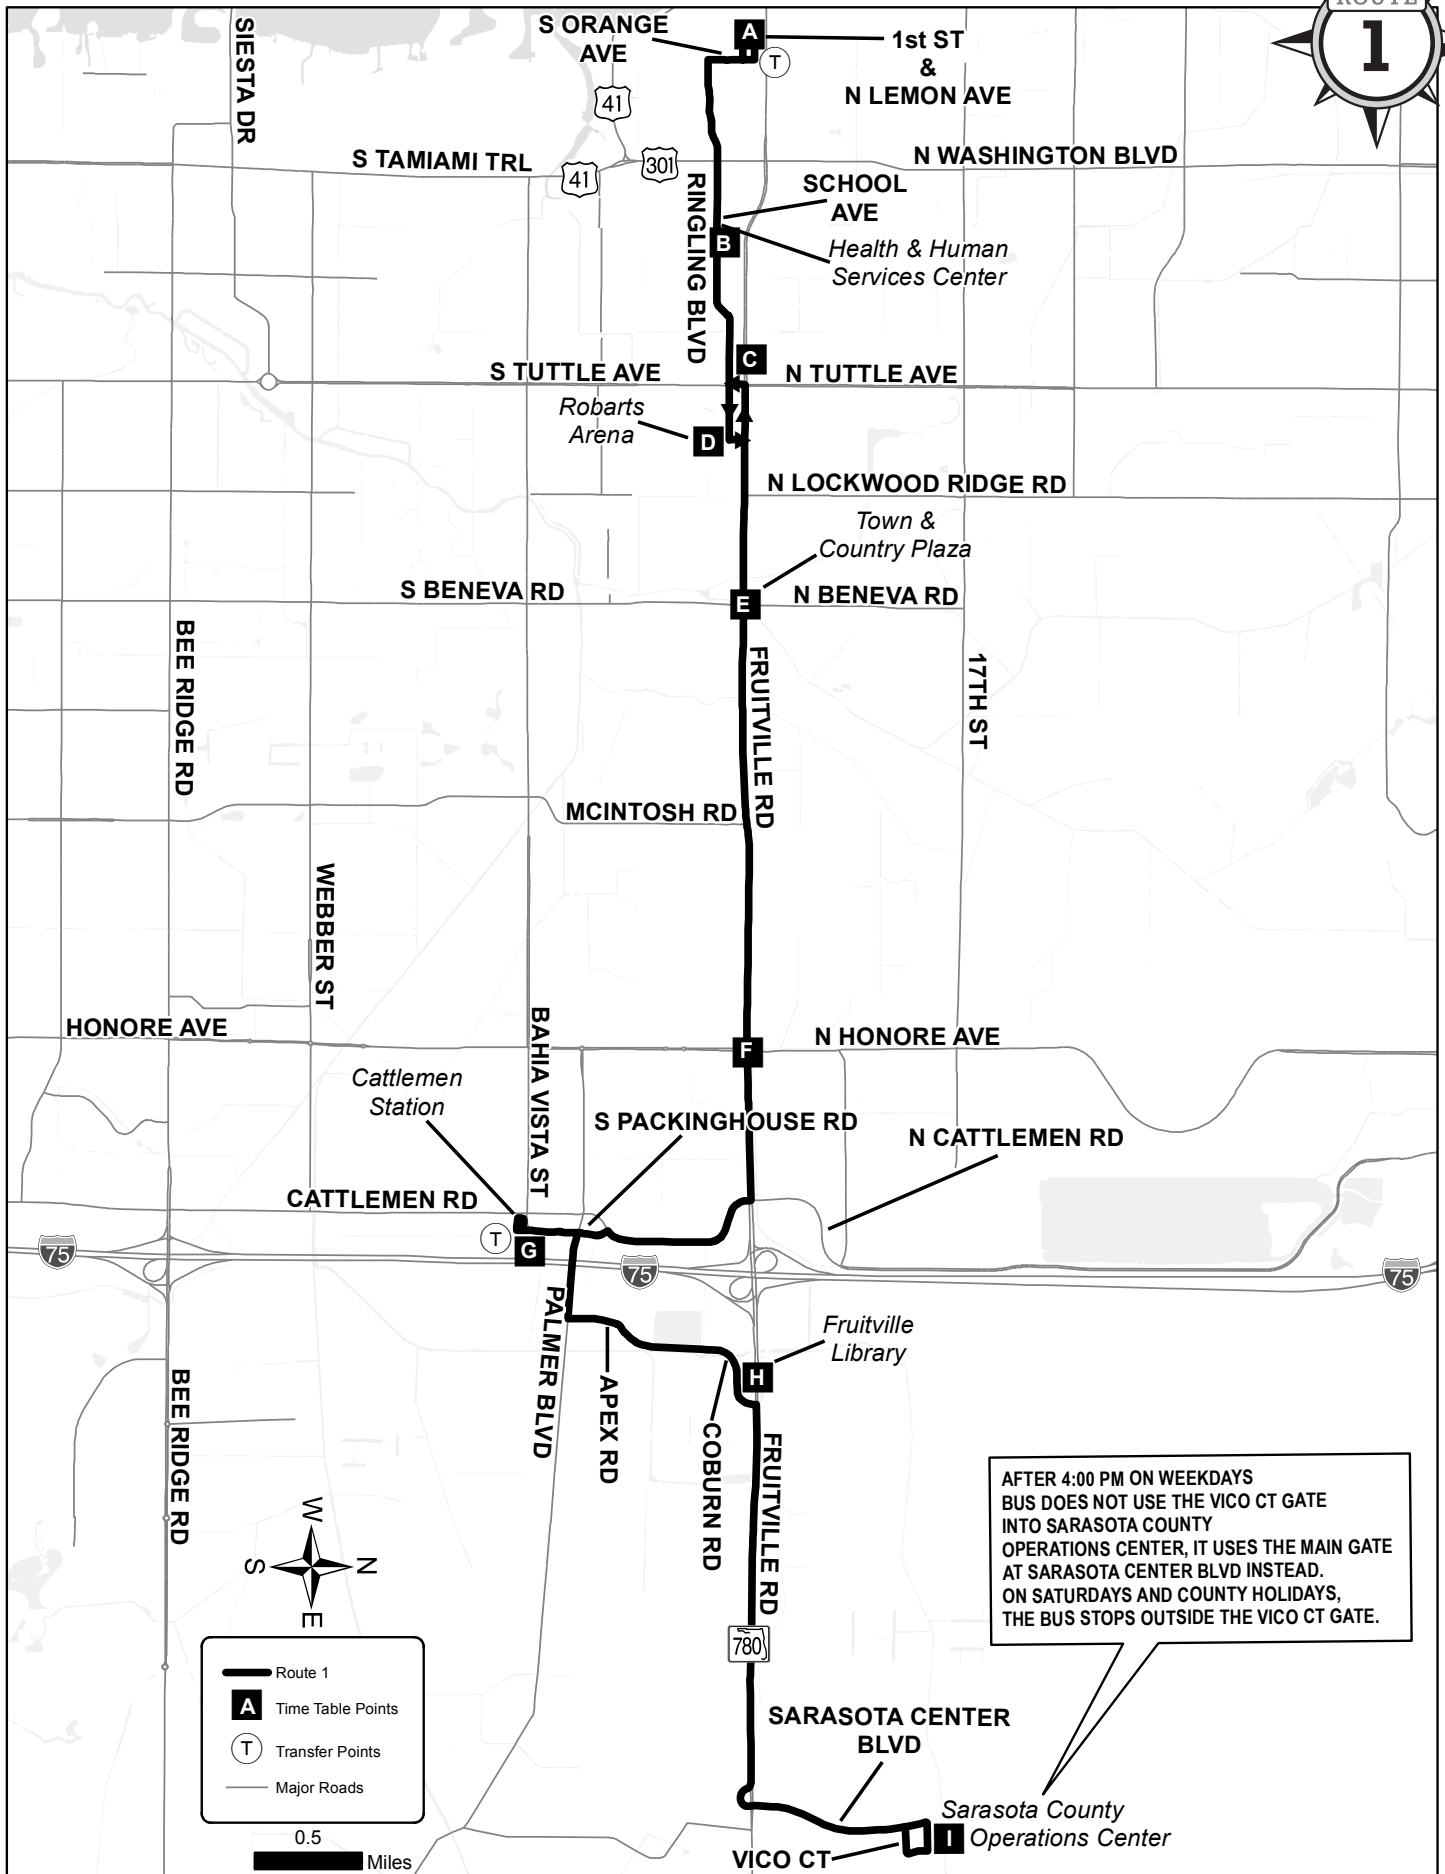 ROUTE
1
S ORANGE
AVE
A
1st ST
&
N LEMON AVE
T
SIESTA DR
41
S TAMIAMI TRL
41
301
N WASHINGTON BLVD
RINGLING BLVD
SCHOOL
AVE
B
Health & Human
Services Center
C
S TUTTLE AVE
N TUTTLE AVE
Robarts
Arena
D
N LOCKWOOD RIDGE RD
Town &
Country Plaza
S BENEVA RD
E
N BENEVA RD
BEE RIDGE RD
FRUITVILLE RD
17TH ST
MCINTOSH RD
WEBBER ST
HONORE AVE
BAHIA VISTA ST
F
N HONORE AVE
Cattlemen
Station
S PACKINGHOUSE RD
N CATTLEMEN RD
CATTLEMEN RD
T
G
75
75
75
PALMER BLVD
Fruitville
Library
H
BEE RIDGE RD
APEX RD
COBURN RD
FRUITVILLE RD
AFTER 4:00 PM ON WEEKDAYS
BUS DOES NOT USE THE VICO CT GATE
INTO SARASOTA COUNTY
OPERATIONS CENTER, IT USES THE MAIN GATE
AT SARASOTA CENTER BLVD INSTEAD.
ON SATURDAYS AND COUNTY HOLIDAYS,
THE BUS STOPS OUTSIDE THE VICO CT GATE.
W
S
N
E
780
Route 1
A Time Table Points
T Transfer Points
Major Roads
0.5
Miles
SARASOTA CENTER
BLVD
Sarasota County
I Operations Center
VICO CT